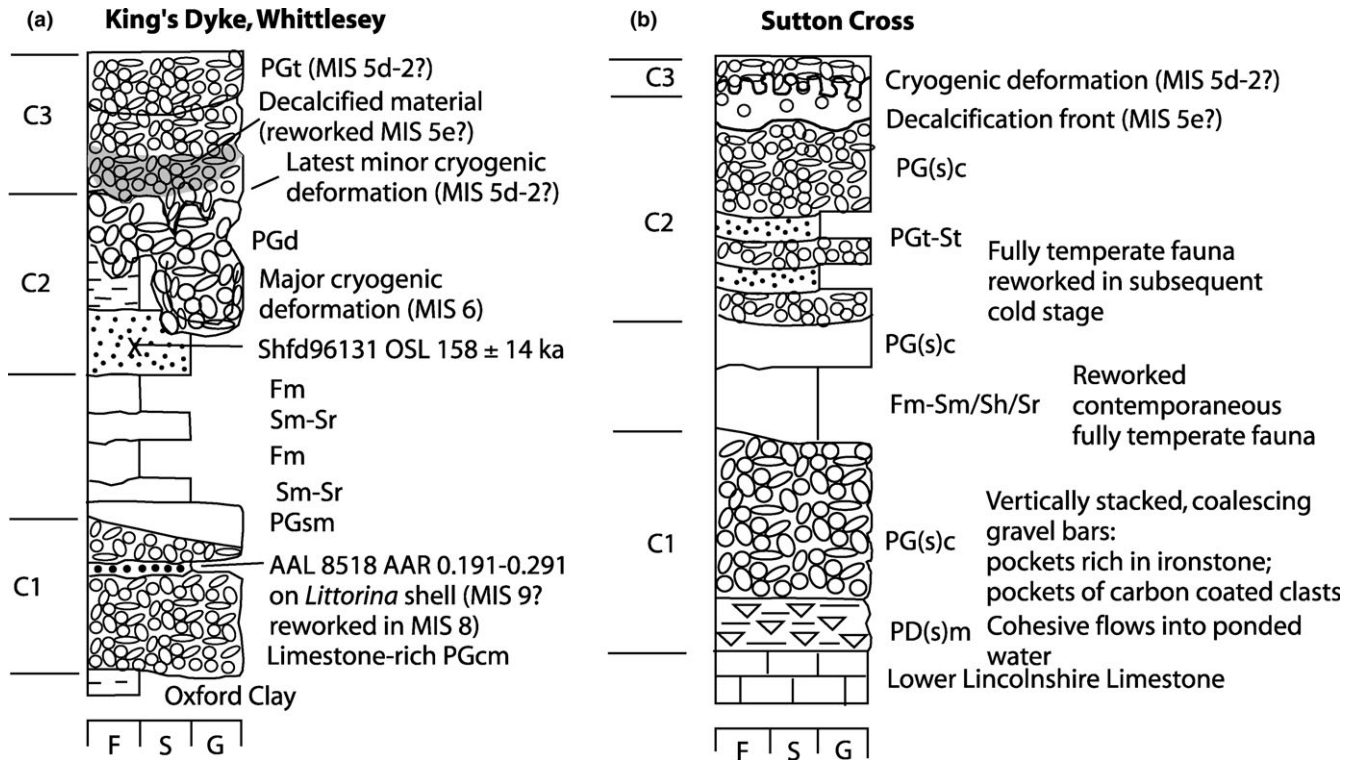 (a) King's Dyke, Whittlesey
C3
PGt (MIS 5d-2?)
Decalcified material
(reworked MIS 5e?)
Latest minor cryogenic
deformation (MIS 5d-2?)
C2
PGd
Major cryogenic
deformation (MIS 6)
X
Shfd96131 OSL 158 ± 14 ka
Fm
Sm-Sr
Fm
Sm-Sr
PGsm
C1
AAL 8518 AAR 0.191-0.291
on Littorina shell (MIS 9?
reworked in MIS 8)
Limestone-rich PGcm
Oxford Clay
F S G
(b) Sutton Cross
C3
Cryogenic deformation (MIS 5d-2?)
Decalcification front (MIS 5e?)
PG(s)c
C2
PGt-St
Fully temperate fauna
reworked in subsequent
cold stage
PG(s)c
Fm-Sm/Sh/Sr
Reworked
contemporaneous
fully temperate fauna
C1
PG(s)c
Vertically stacked, coalescing
gravel bars:
pockets rich in ironstone;
pockets of carbon coated clasts
PD(s)m
Cohesive flows into ponded
water
Lower Lincolnshire Limestone
F S G